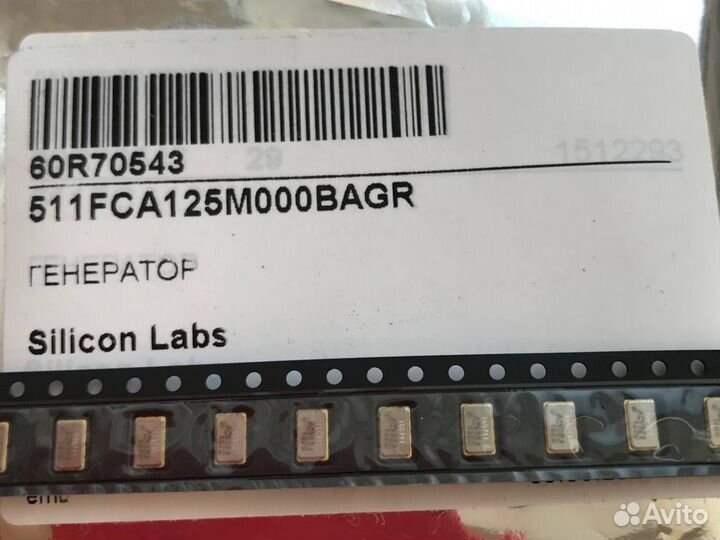 60R70543 29 1512293
511FCA125M000BAGR
ГЕНЕРАТОР
Silicon Labs
Avito